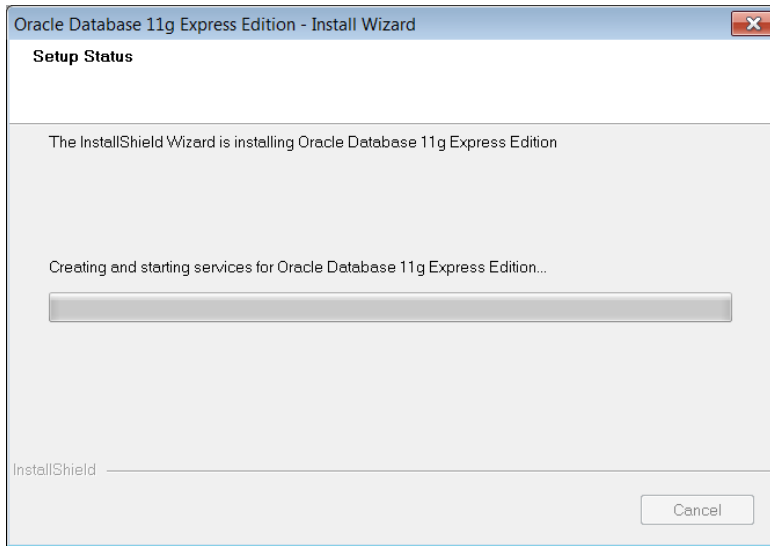 Oracle Database 11g Express Edition - Install Wizard
Setup Status
The InstallShield Wizard is installing Oracle Database 11g Express Edition
Creating and starting services for Oracle Database 11g Express Edition...
InstallShield
Cancel